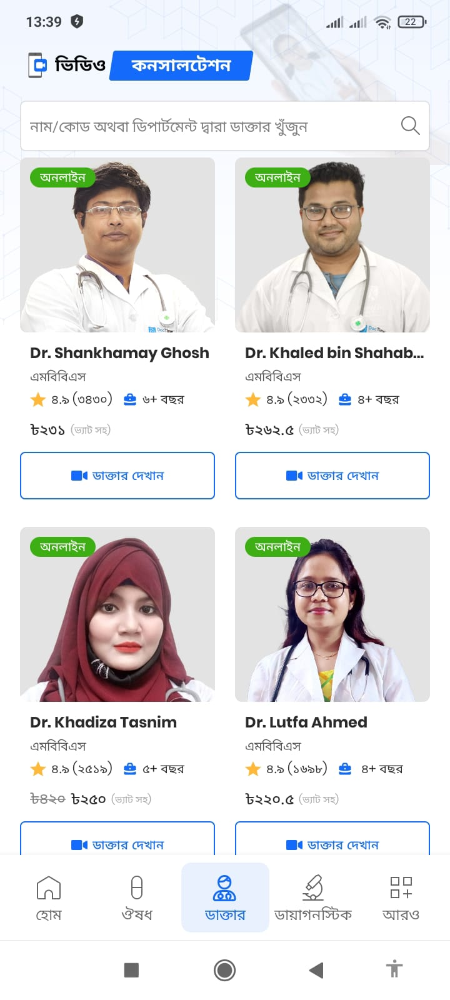 13:39
22
ভিডিও কনসালটেশন
নাম/কোড অথবা ডিপার্টমেন্ট দ্বারা ডাক্তার খুঁজুন
অনলাইন
অনলাইন
DocTime
DocTime
Dr. Shankhamay Ghosh
Dr. Khaled bin Shahab...
এমবিবিএস
এমবিবিএস
৪.৯ (৩৪৩০) ৬+ বছর
৪.৯ (২৩৩২) ৪+ বছর
৳২৩১ (ভ্যাট সহ)
৳২৬২.৫ (ভ্যাট সহ)
ডাক্তার দেখান
ডাক্তার দেখান
অনলাইন
অনলাইন
Dr. Khadiza Tasnim
Dr. Lutfa Ahmed
এমবিবিএস
এমবিবিএস
৪.৯ (২৫১৯) ৫+ বছর
৪.৯ (১৬৯৮) ৪+ বছর
৳৪২০ ৳২৫০ (ভ্যাট সহ)
৳২২০.৫ (ভ্যাট সহ)
ডাক্তার দেখান
ডাক্তার দেখান
হোম
ঔষধ
ডাক্তার
ডায়াগনস্টিক
আরও